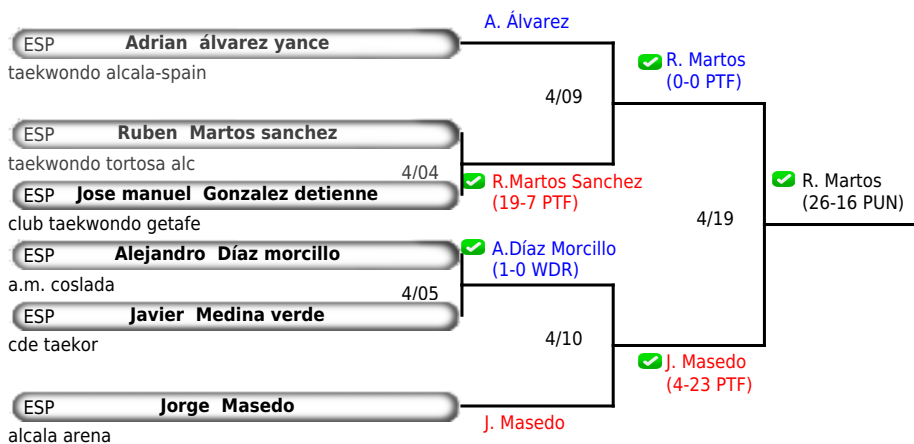 A. Álvarez
ESP Adrian álvarez yance
taekwondo alcala-spain
R. Martos
(0-0 PTF)
4/09
ESP Ruben Martos sanchez
taekwondo tortosa alc
4/04
R.Martos Sanchez
(19-7 PTF)
ESP Jose manuel Gonzalez detienne
club taekwondo getafe
R. Martos
(26-16 PUN)
4/19
ESP Alejandro Díaz morcillo
a.m. coslada
A.Díaz Morcillo
(1-0 WDR)
4/05
ESP Javier Medina verde
cde taekor
4/10
J. Masedo
(4-23 PTF)
ESP Jorge Masedo
alcala arena
J. Masedo